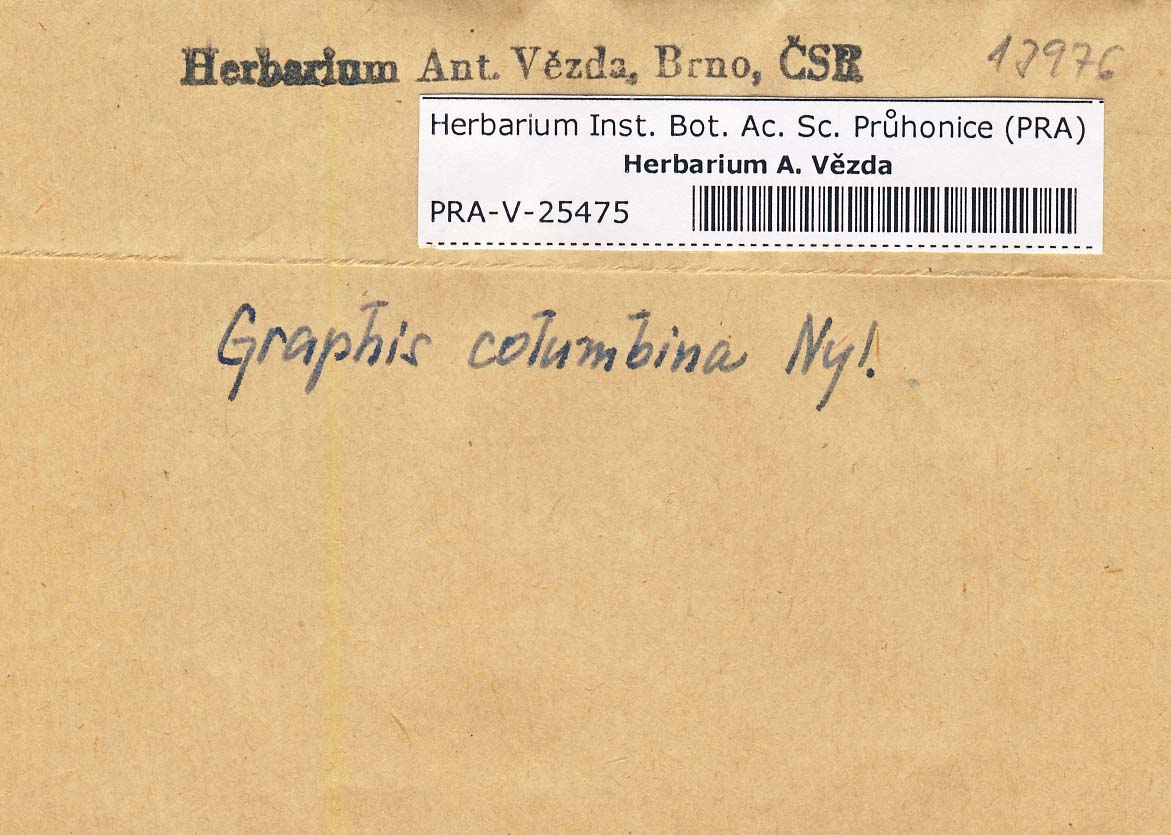 Herbarium Ant. Vězda, Brno, ČSR 13976
Herbarium Inst. Bot. Ac. Sc. Průhonice (PRA)
Herbarium A. Vězda
PRA-V-25475
Graphis columbina Nyl.